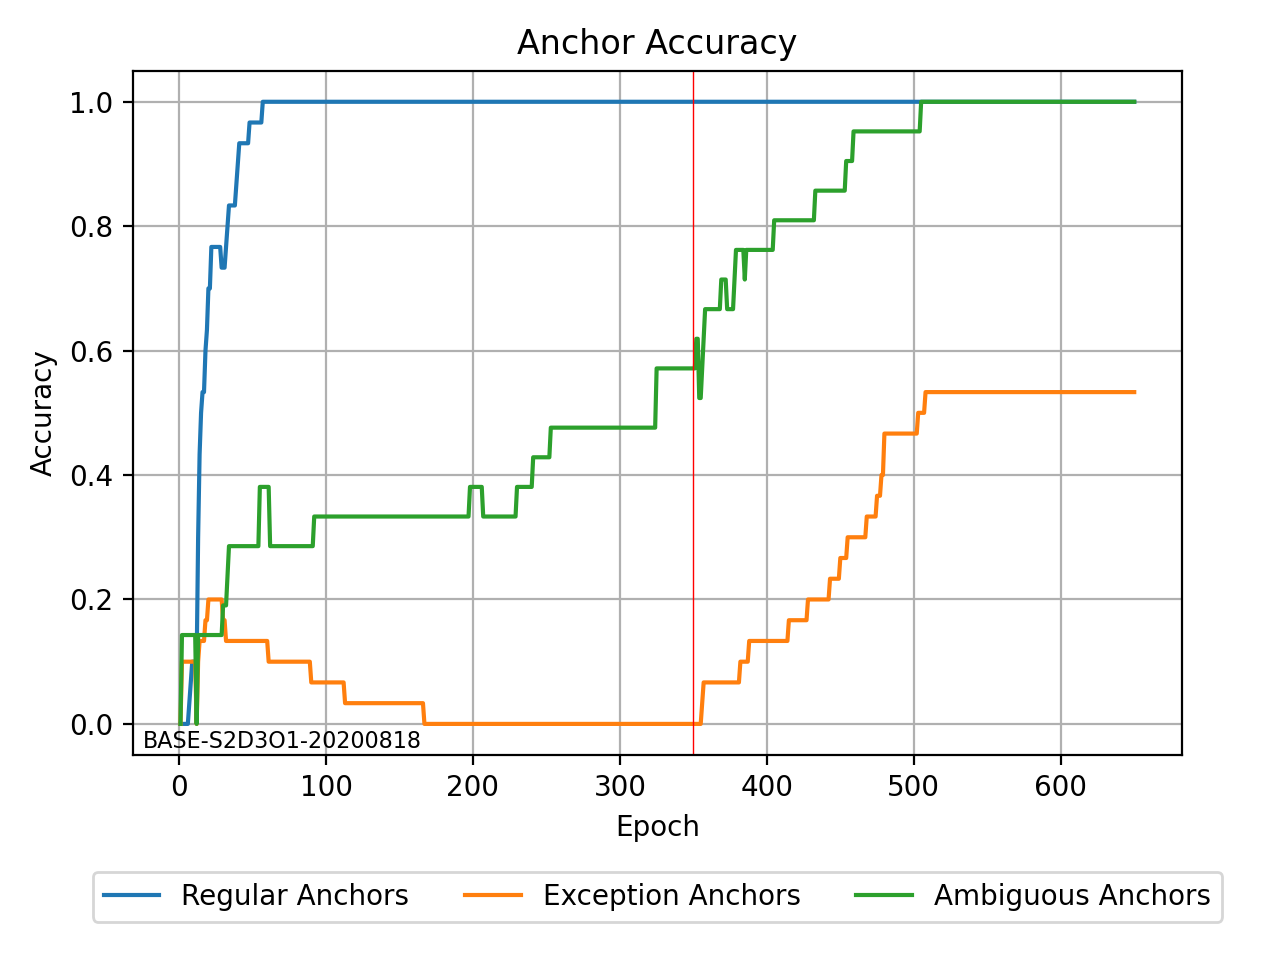 Anchor Accuracy
1.0
0.8
0.6
0.4
0.2
0.0
Accuracy
BASE-S2D3O1-20200818
0 100 200 300 400 500 600
Epoch
Regular Anchors Exception Anchors Ambiguous Anchors